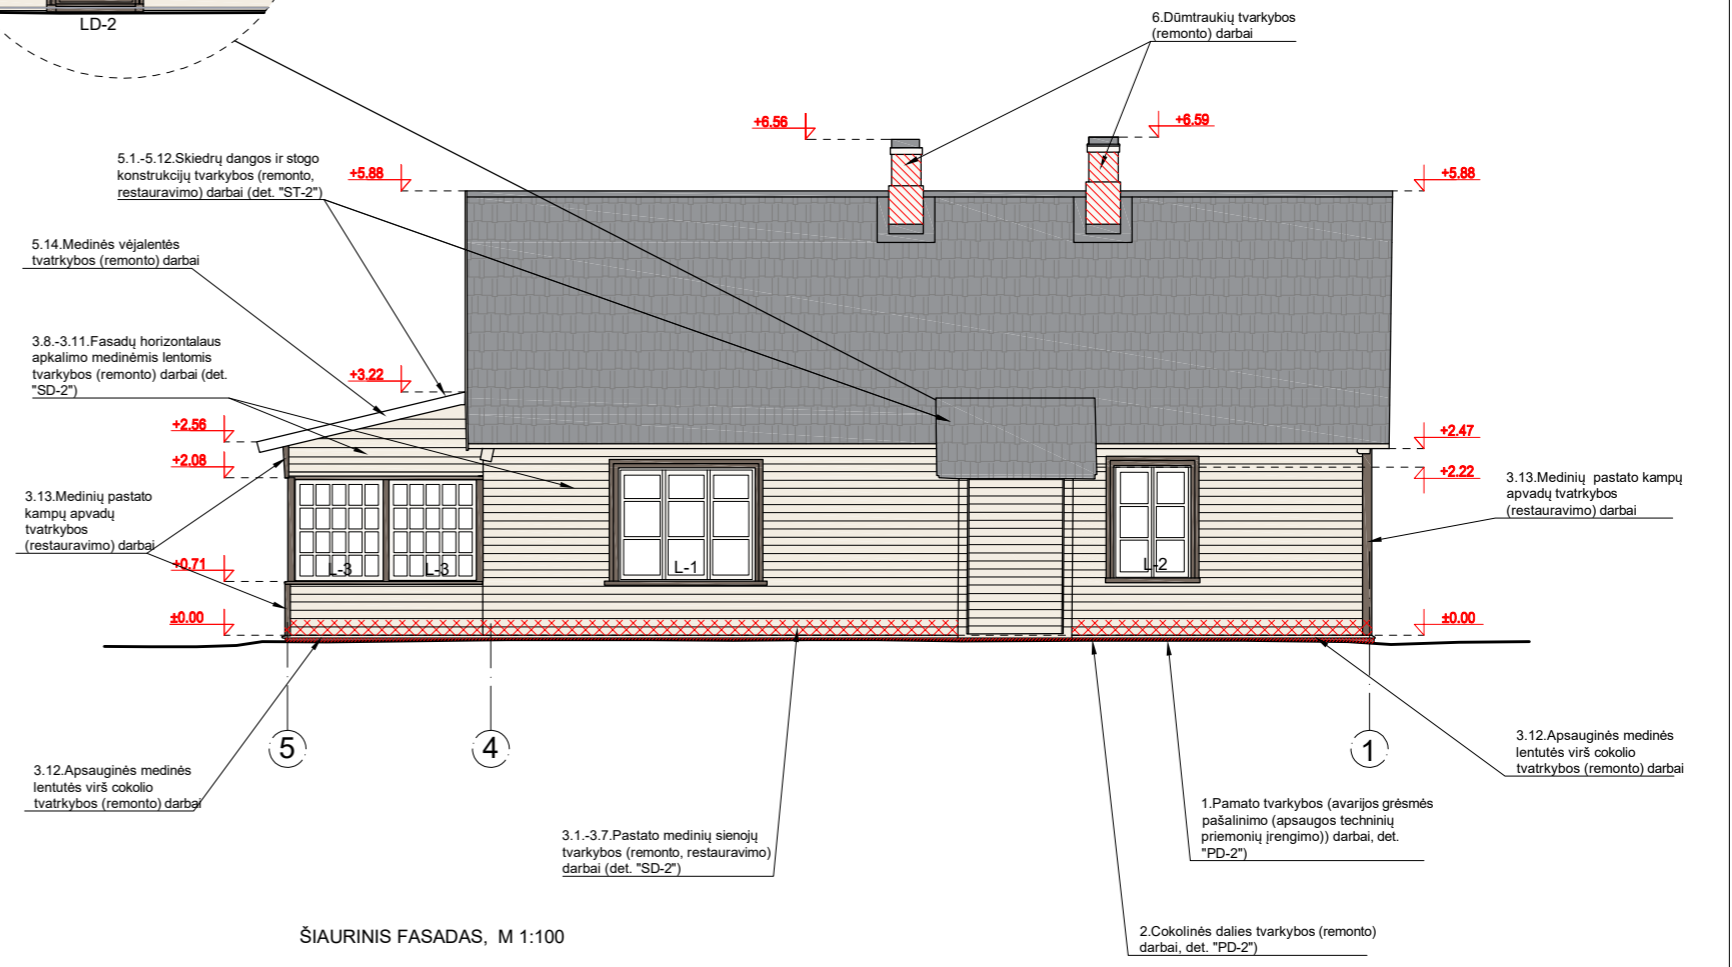 LD-2
6.Dūmtraukių tvarkybos
(remonto) darbai
+6.56
+6.59
5.1.-5.12.Skiedrų dangos ir stogo
konstrukcijų tvarkybos (remonto,
restauravimo) darbai (det. "ST-2")
+5.88
+5.88
5.14.Medinės vėjalentės
tvatrkybos (remonto) darbai
3.8.-3.11.Fasadų horizontalaus
apkalimo medinėmis lentomis
tvarkybos (remonto) darbai (det.
"SD-2")
+3.22
+2.56
+2.08
+2.47
+2.22
3.13.Medinių pastato
kampų apvadų
tvatrkybos
(restauravimo) darbai
3.13.Medinių pastato kampų
apvadų tvatrkybos
(restauravimo) darbai
+0.71
L-3
L-3
L-1
L-2
±0.00
±0.00
5
4
1
3.12.Apsauginės medinės
lentutės virš cokolio
tvatrkybos (remonto) darbai
3.12.Apsauginės medinės
lentutės virš cokolio
tvatrkybos (remonto) darbai
3.1.-3.7.Pastato medinių sienojų
tvarkybos (remonto, restauravimo)
darbai (det. "SD-2")
1.Pamato tvarkybos (avarijos grėsmės
pašalinimo (apsaugos techninių
priemonių įrengimo)) darbai, det.
"PD-2")
2.Cokolinės dalies tvarkybos (remonto)
darbai, det. "PD-2")
ŠIAURINIS FASADAS, M 1:100